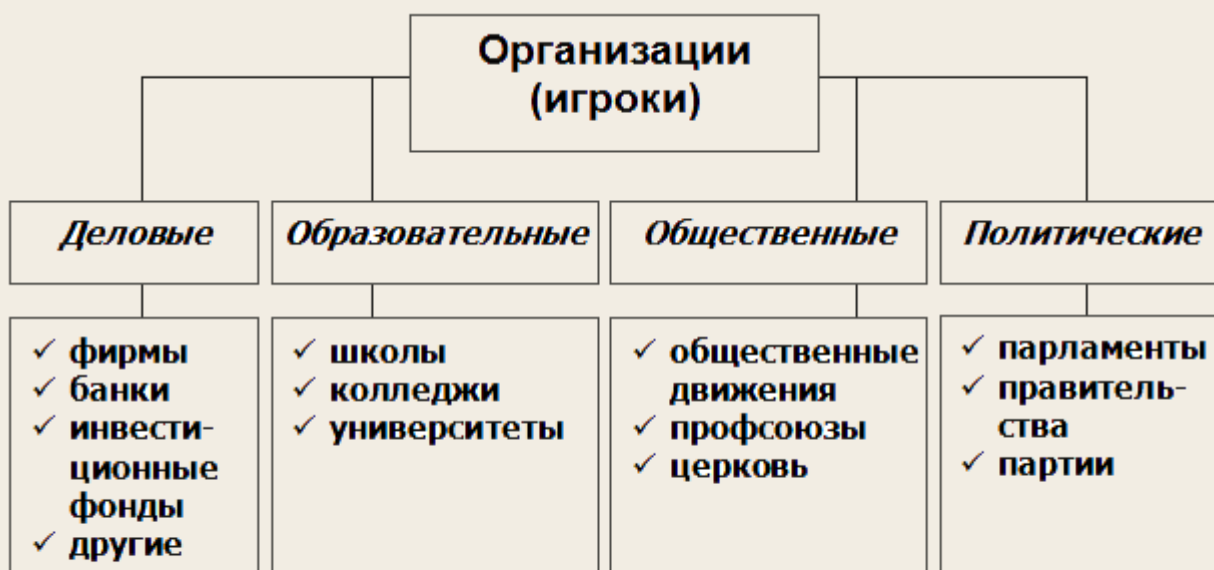 Организации
(игроки)
Деловые
Образовательные
Общественные
Политические
✓ фирмы
✓ банки
✓ инвести-
ционные
фонды
✓ другие
✓ школы
✓ колледжи
✓ университеты
✓ общественные
движения
✓ профсоюзы
✓ церковь
✓ парламенты
✓ правитель-
ства
✓ партии